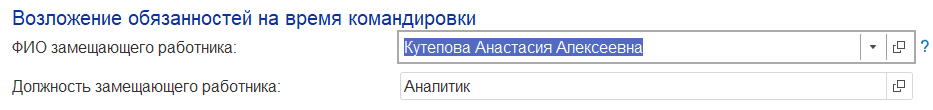 Возложение обязанностей на время командировки
ФИО замещающего работника: Кутепова Анастасия Алексеевна ?
Должность замещающего работника: Аналитик